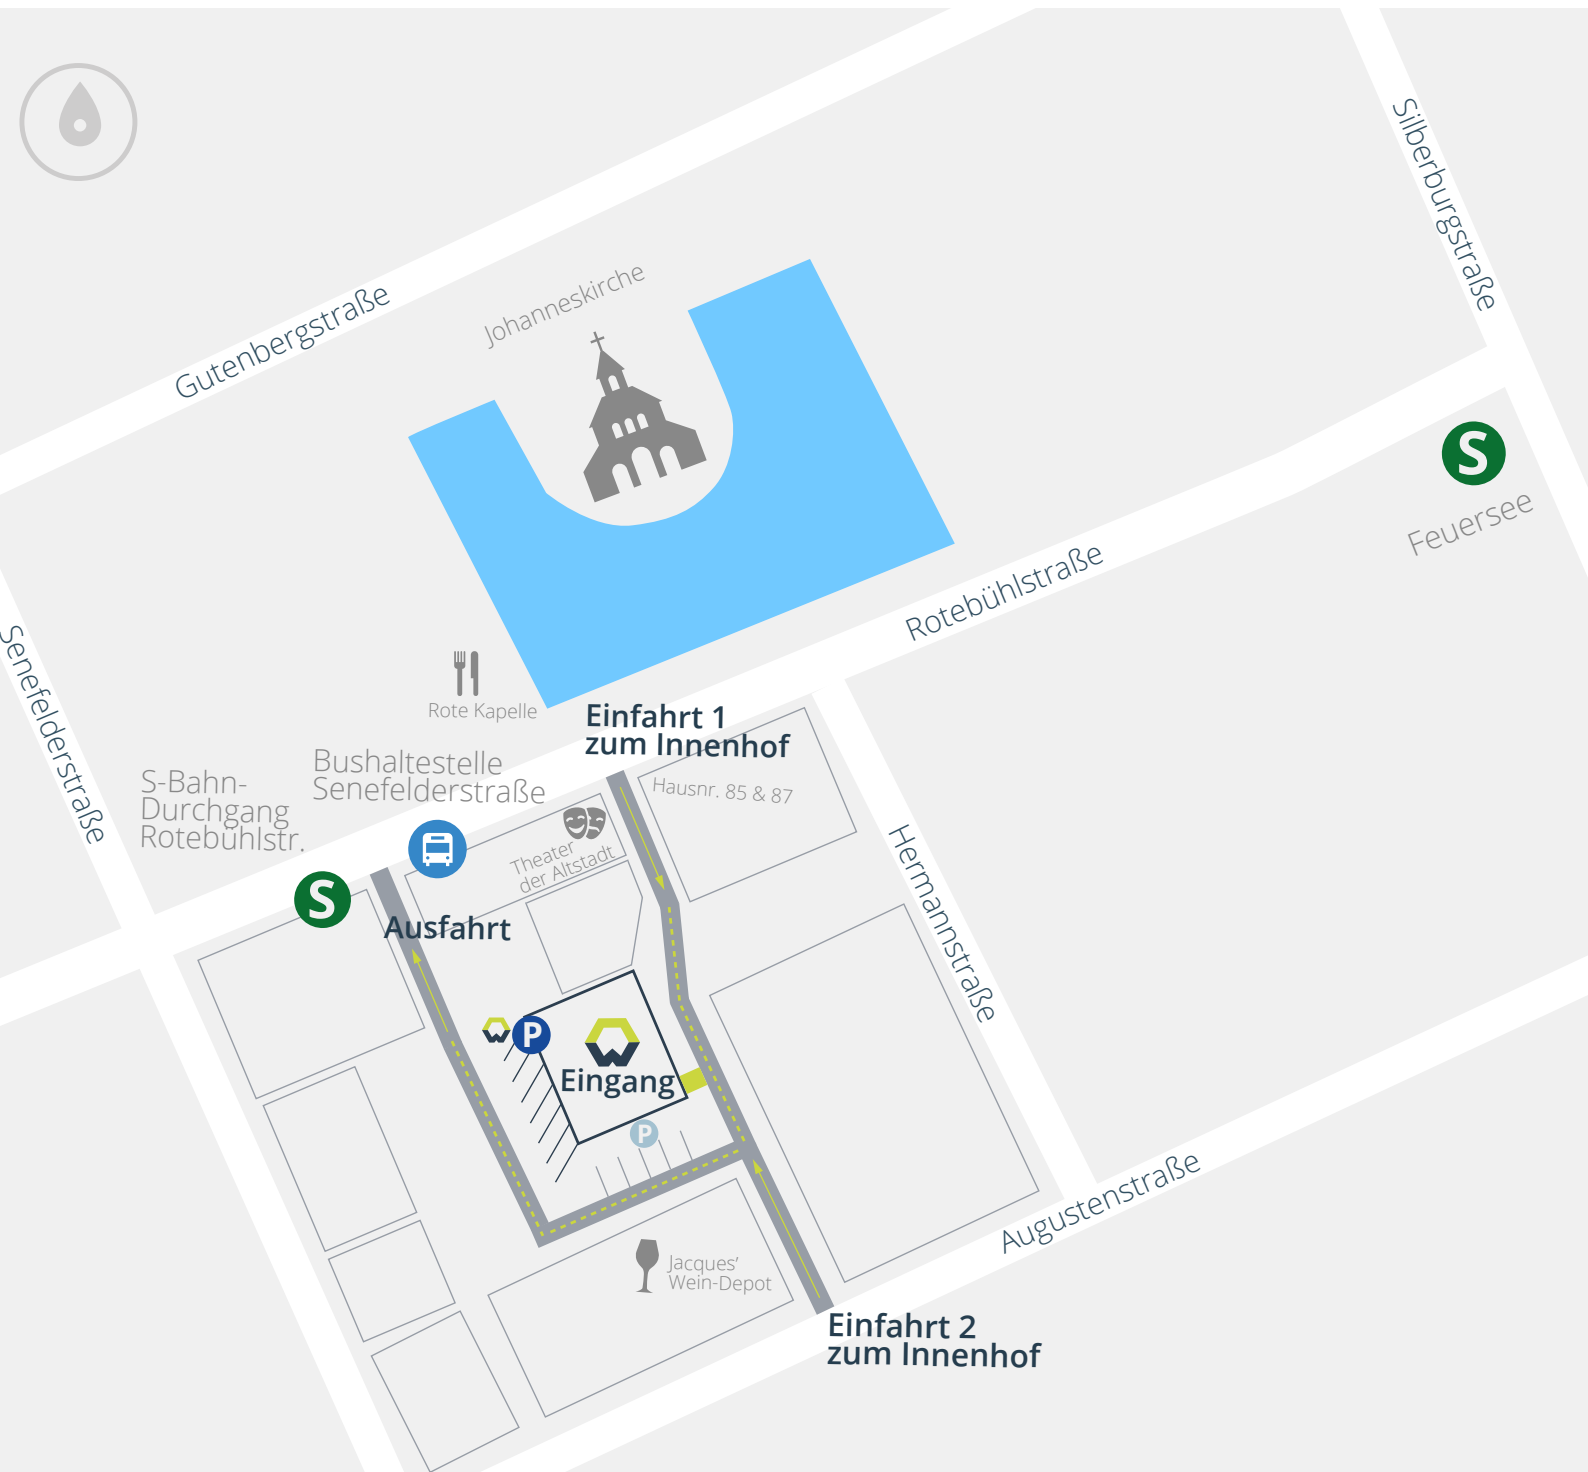 Silberburgstraße
Gutenbergstraße
Johanneskirche
S
Feuersee
Rotebühlstraße
Senefelderstraße
Rote Kapelle
Einfahrt 1
zum Innenhof
Hausnr. 85 & 87
Bushaltestelle
Senefelderstraße
S-Bahn-
Durchgang
Rotebühlstr.
S
Theater
der Altstadt
Ausfahrt
Hermannstraße
P
Eingang
P
Augustenstraße
Jacques’
Wein-Depot
Einfahrt 2
zum Innenhof